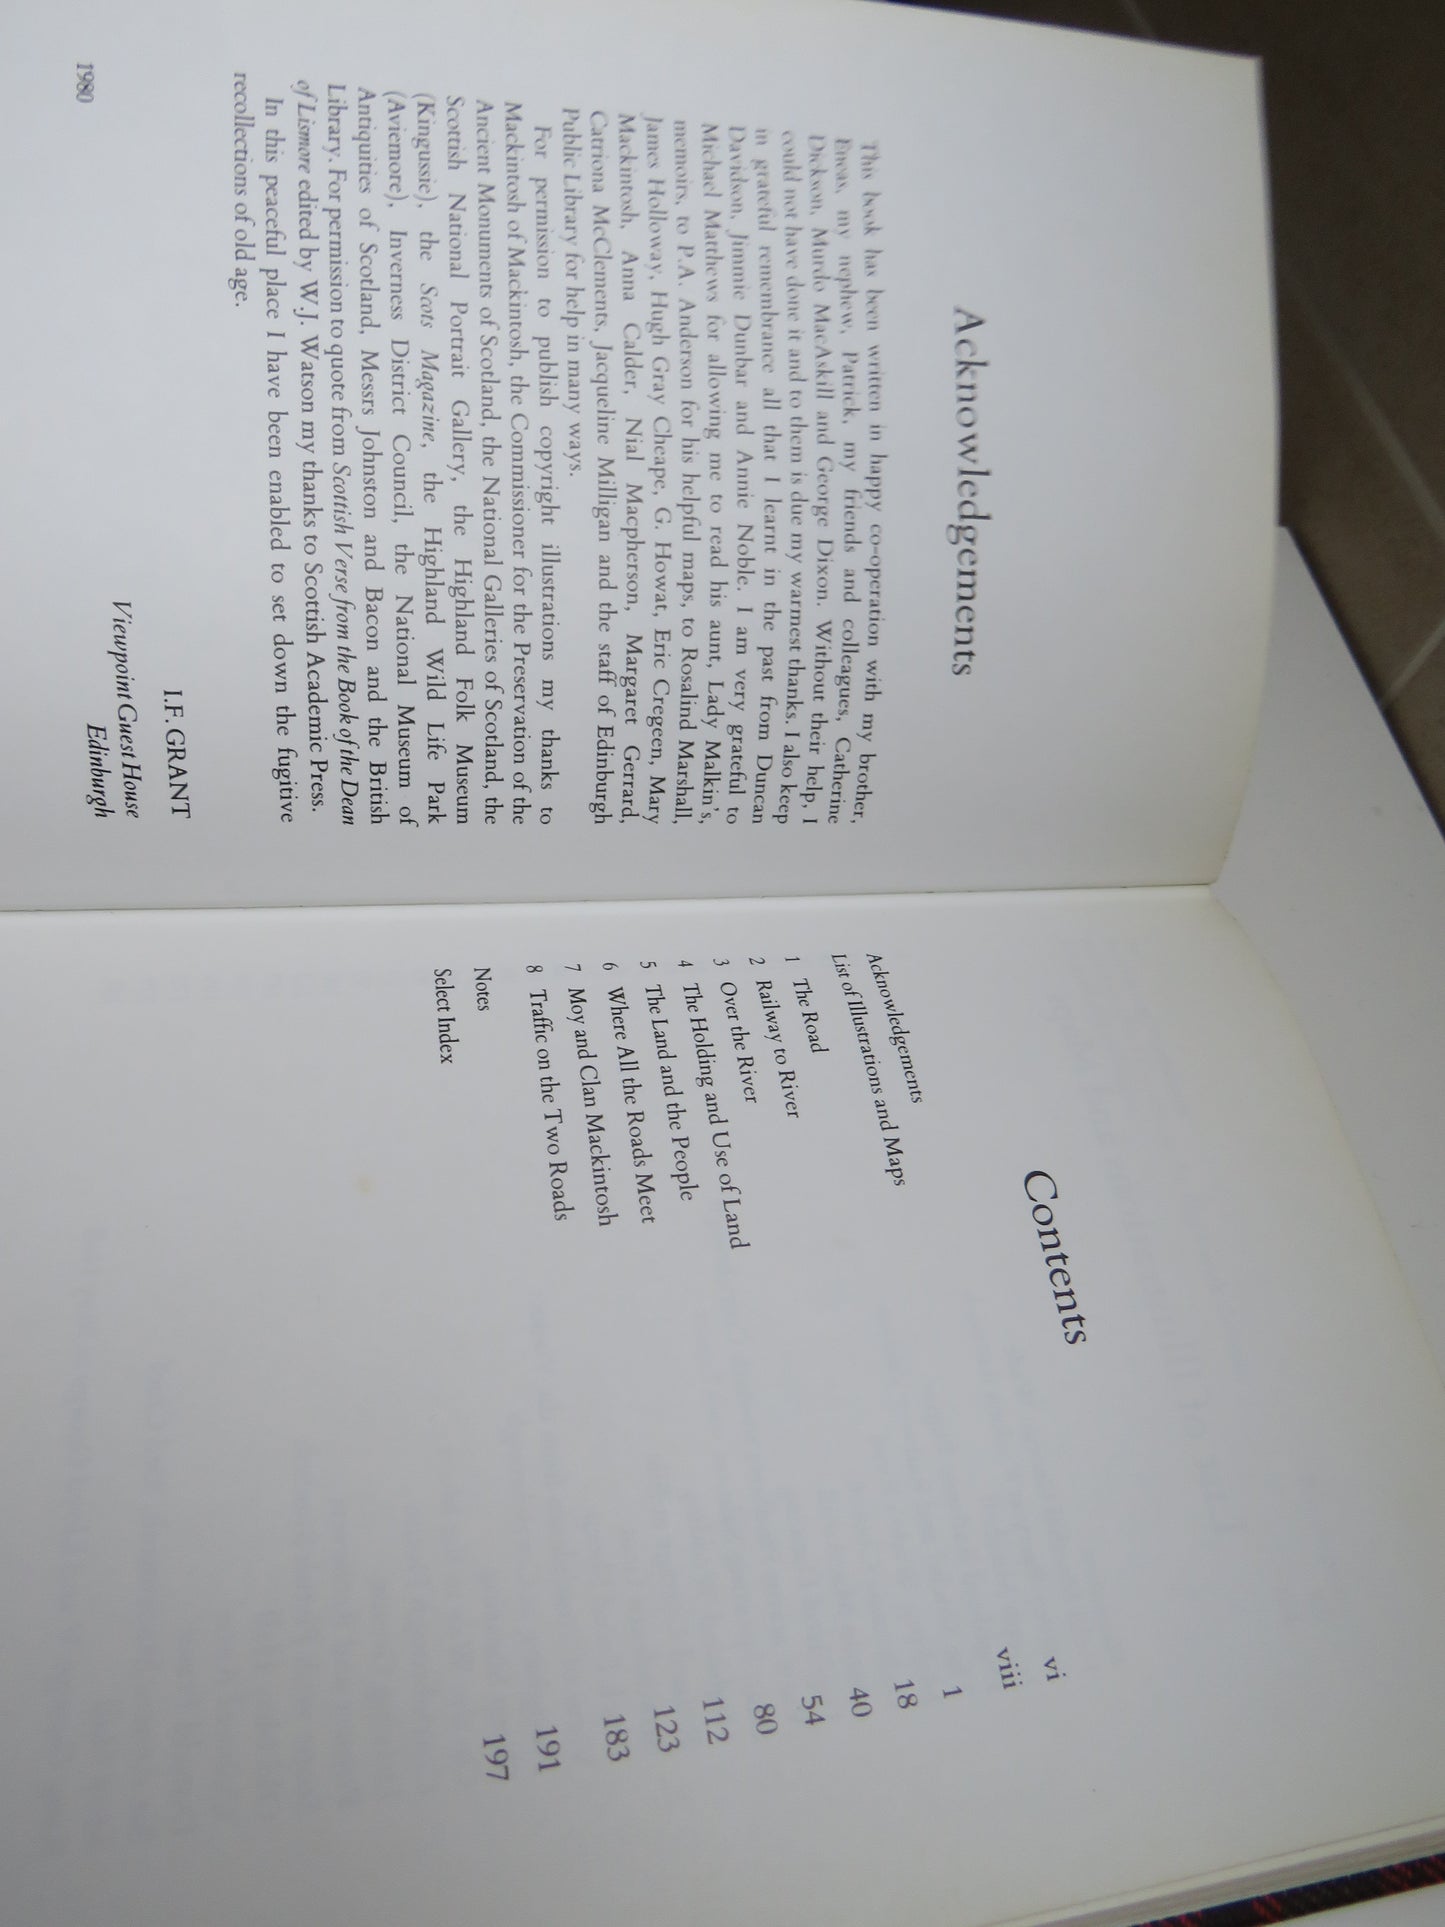 Acknowledgements
This book has been written in happy co-operation with my brother,
Eneas, my nephew, Patrick, my friends and colleagues, Catherine
Dickson, Murdo MacAskill and George Dixon. Without their help, I
could not have done it and to them is due my warmest thanks. I also keep
in grateful remembrance all that I learnt in the past from Duncan
Davidson, Jimmie Dunbar and Annie Noble. I am very grateful to
Michael Matthews for allowing me to read his aunt, Lady Malkin's,
memoirs, to P.A. Anderson for his helpful maps, to Rosalind Marshall,
James Holloway, Hugh Gray Cheape, G. Howat, Eric Cregeen, Mary
Mackintosh, Anna Calder, Nial Macpherson, Margaret Gerrard,
Catriona McClements, Jacqueline Milligan and the staff of Edinburgh
Public Library for help in many ways.
For permission to publish copyright illustrations my thanks to
Mackintosh of Mackintosh, the Commissioner for the Preservation of the
Ancient Monuments of Scotland, the National Galleries of Scotland, the
Scottish National Portrait Gallery, the Highland Folk Museum
(Kingussie), the Scots Magazine, the Highland Wild Life Park
(Aviemore), Inverness District Council, the National Museum of
Antiquities of Scotland, Messrs Johnston and Bacon and the British
Library. For permission to quote from Scottish Verse from the Book of the Dean
of Lismore edited by W.J. Watson my thanks to Scottish Academic Press.
In this peaceful place I have been enabled to set down the fugitive
recollections of old age.
I.F. GRANT
Viewpoint Guest House
Edinburgh
1980
Contents
Acknowledgements vi
List of Illustrations and Maps viii
1 The Road 1
2 Railway to River 18
3 Over the River 40
4 The Holding and Use of Land 54
5 The Land and the People 80
6 Where All the Roads Meet 112
7 Moy and Clan Mackintosh 123
8 Traffic on the Two Roads 183
Notes 191
Select Index 197